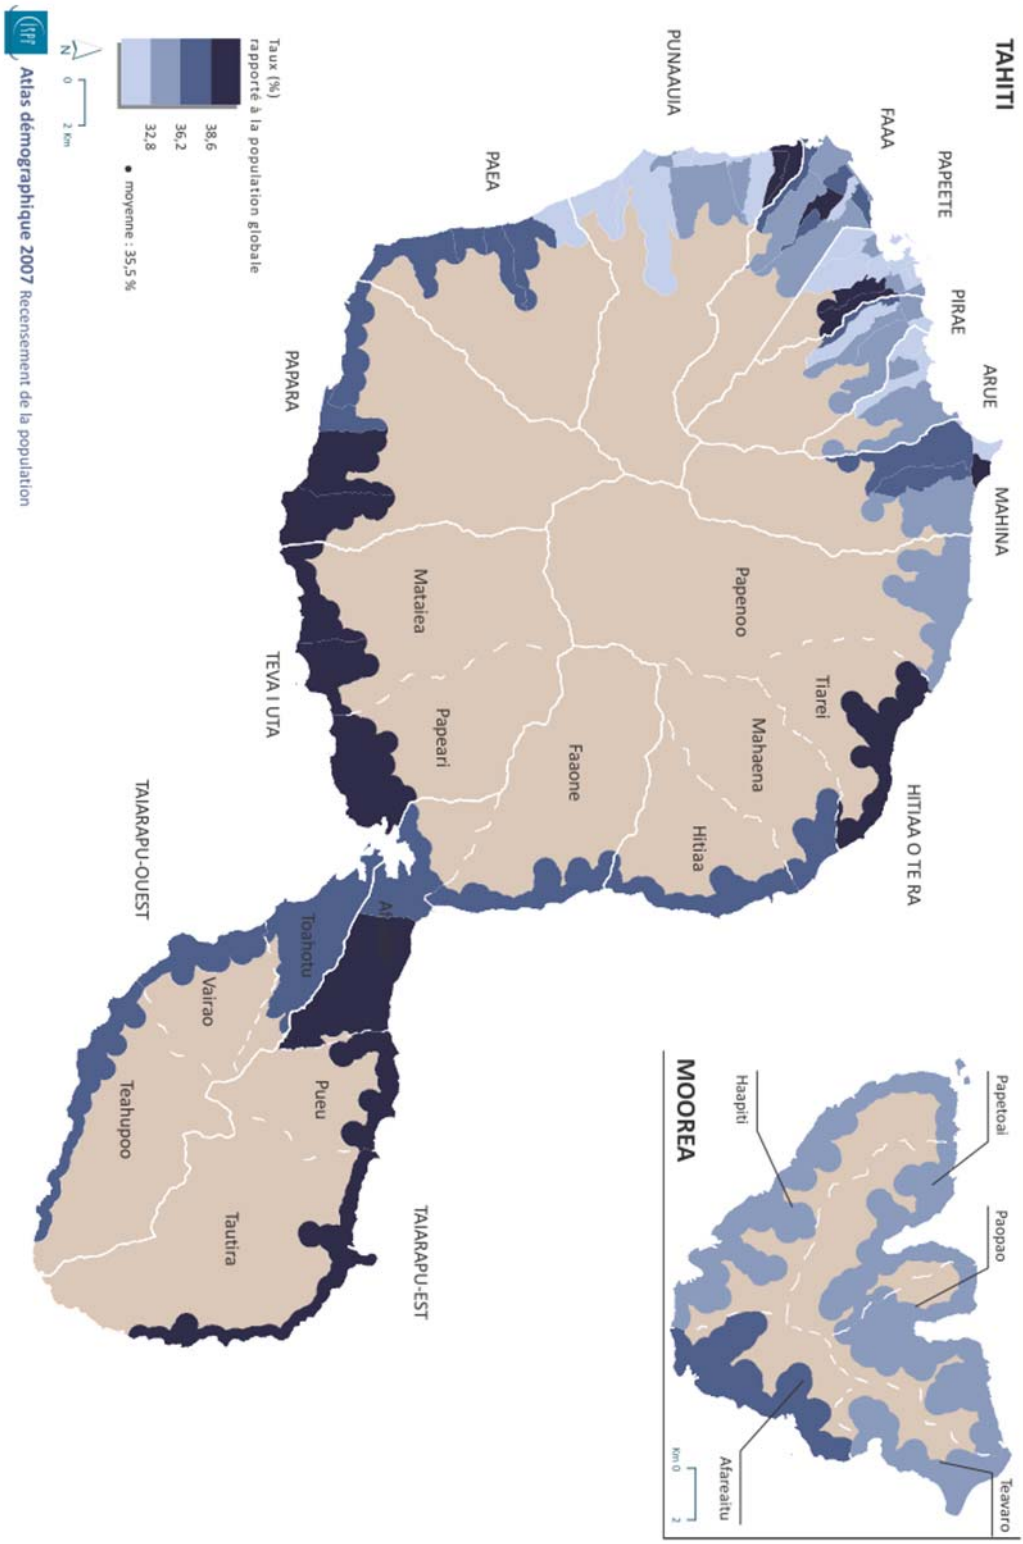 TAHITI
PUNAAUIA
FAAA
PAPEETE
PIRAE
ARUE
MAHINA
PAEA
PAPARA
Papenoo
Tiarei
HITIAA O TE RA
Mahaena
Hitiaa
Mataiea
Papeari
Faaone
TEVA I UTA
TAIARAPU-OUEST
Toahotu
Vairao
Teahupoo
Pueu
Tautira
TAIARAPU-EST
MOOREA
Papetoai
Haapiti
Paopao
Afareaitu
Teavaro
Km 0 2
Taux (%)
rapporté à la population globale
38,6
36,2
32,8
• moyenne : 35,5 %
N
0 2 Km
ISPF
Atlas démographique 2007 Recensement de la population